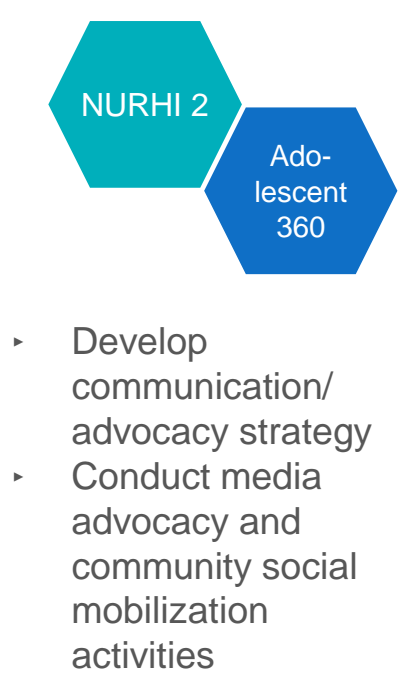 NURHI 2
Ado-
lescent
360
‣ Develop
communication/
advocacy strategy
‣ Conduct media
advocacy and
community social
mobilization
activities